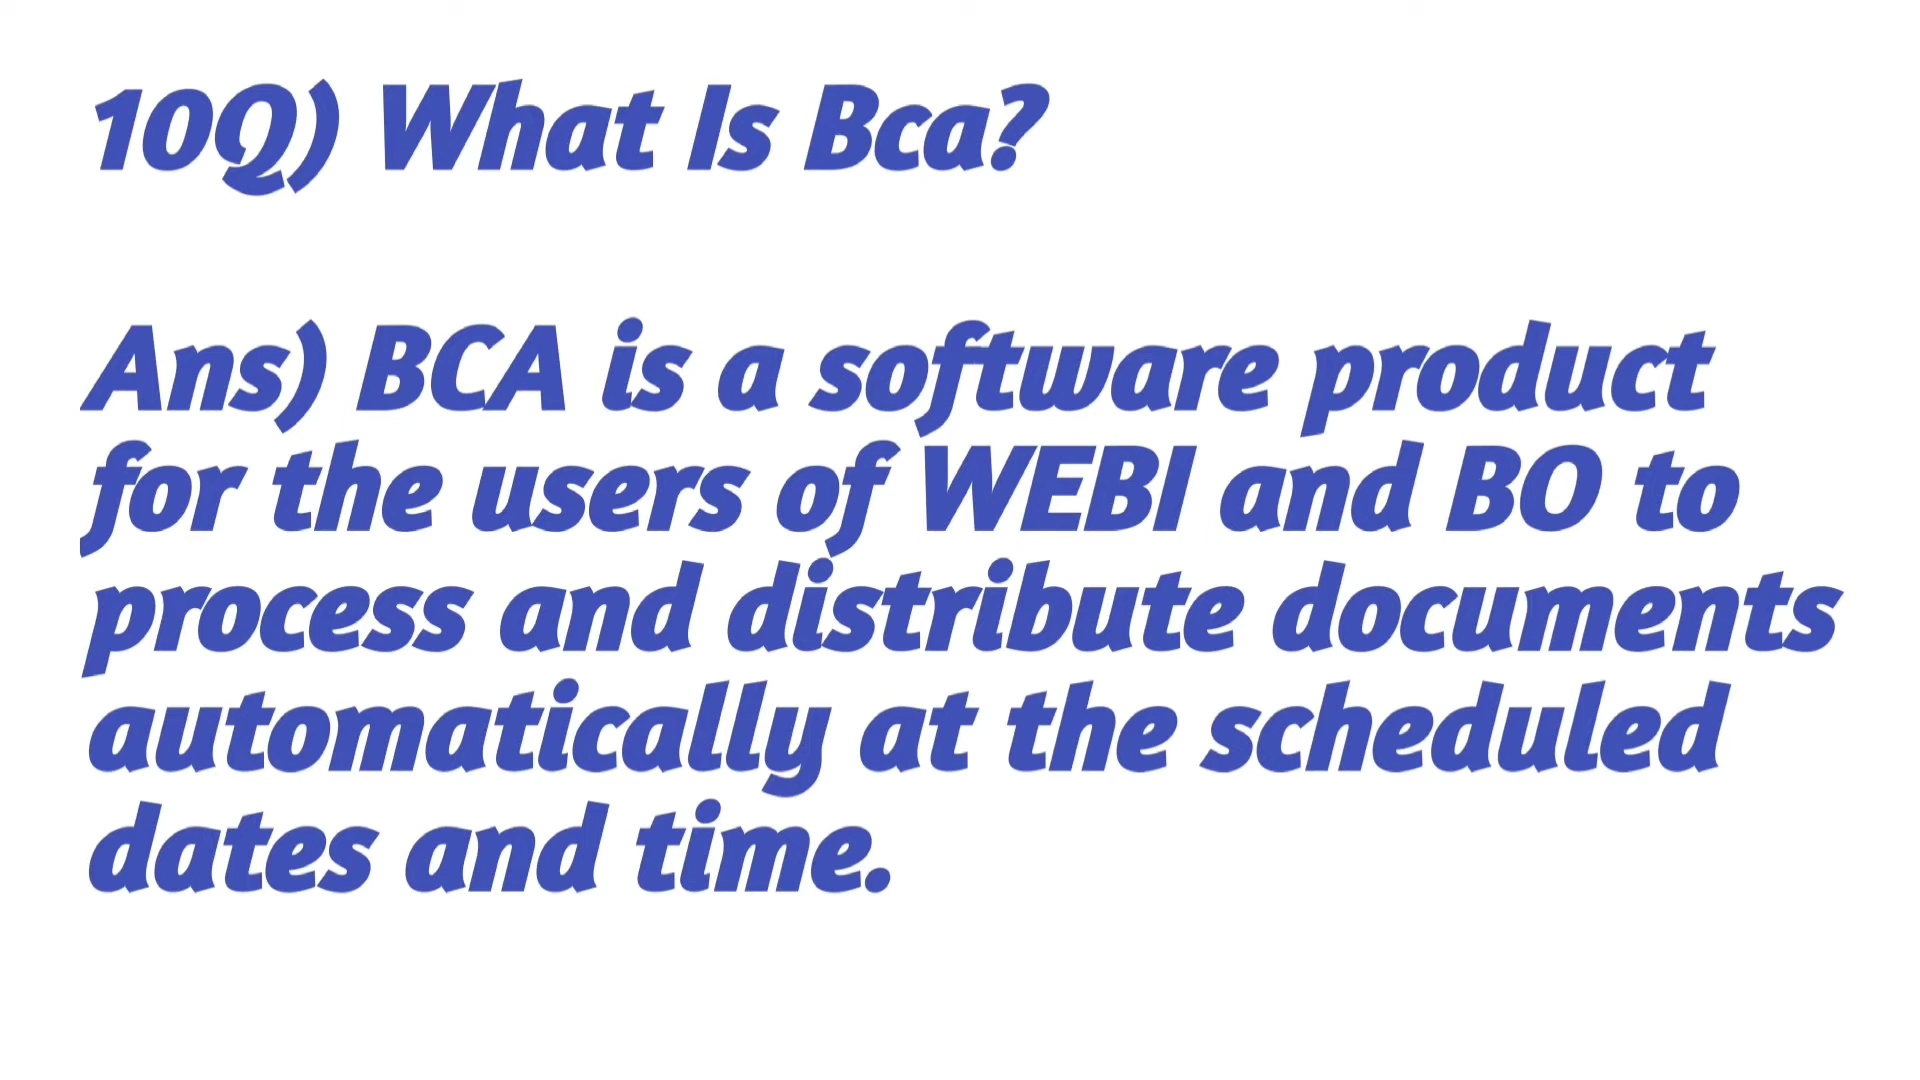 10Q) What Is Bca?
Ans) BCA is a software product
for the users of WEBI and BO to
process and distribute documents
automatically at the scheduled
dates and time.